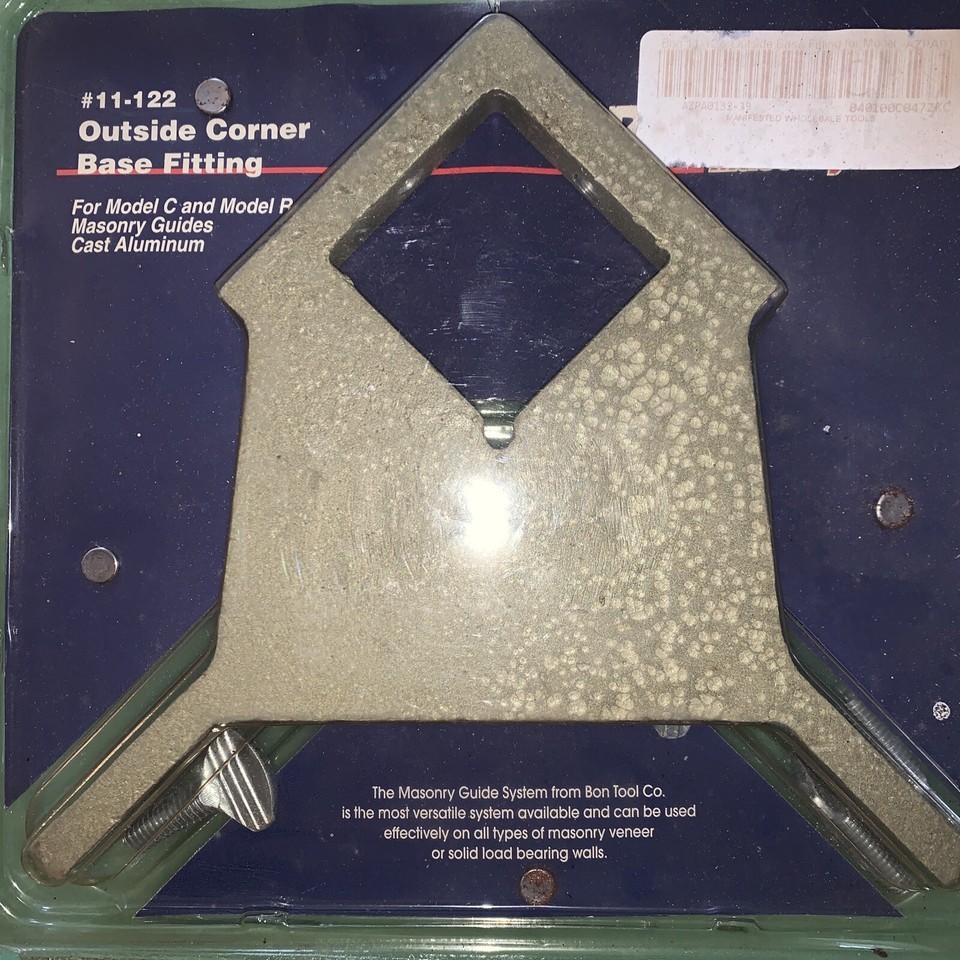 #11-122
Outside Corner
Base Fitting
For Model C and Model R
Masonry Guides
Cast Aluminum
MANIFESTED WHOLESALE TOOLS
The Masonry Guide System from Bon Tool Co.
is the most versatile system available and can be used
effectively on all types of masonry veneer
or solid load bearing walls.